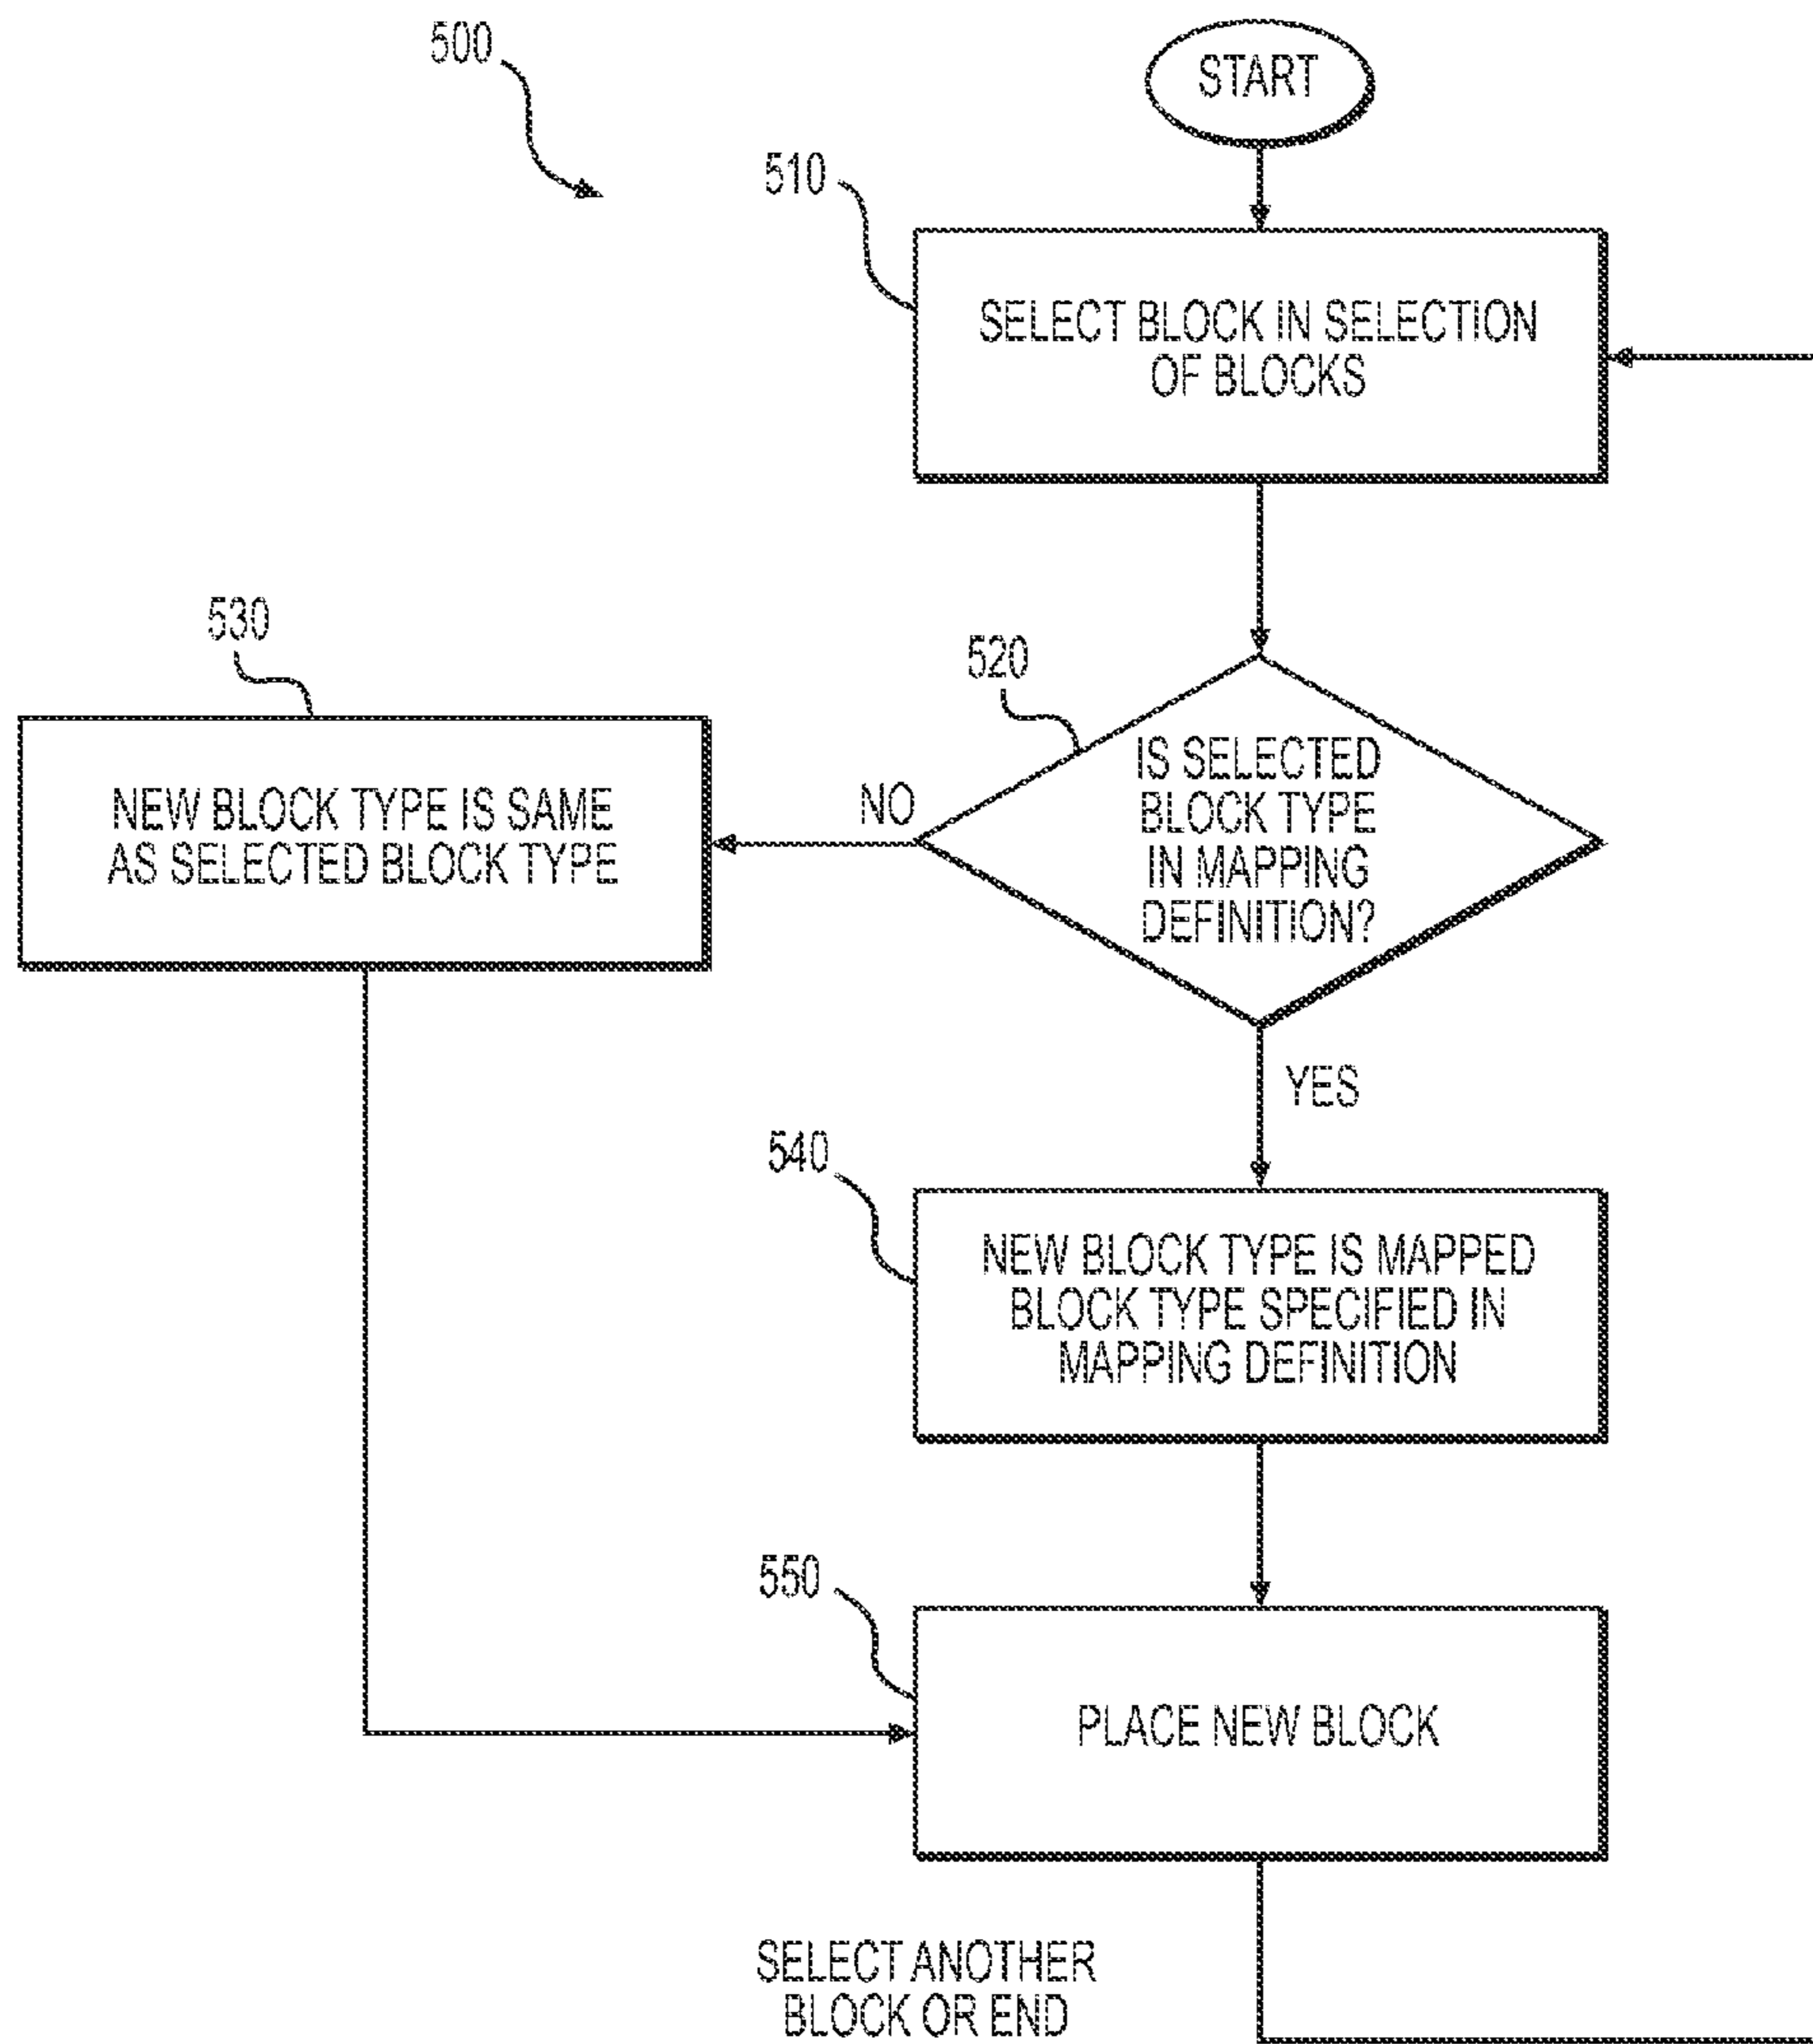 500
START
510
SELECT BLOCK IN SELECTION
OF BLOCKS
530
520
IS SELECTED
BLOCK TYPE
IN MAPPING
DEFINITION?
NO
NEW BLOCK TYPE IS SAME
AS SELECTED BLOCK TYPE
YES
540
NEW BLOCK TYPE IS MAPPED
BLOCK TYPE SPECIFIED IN
MAPPING DEFINITION
550
PLACE NEW BLOCK
SELECT ANOTHER
BLOCK OR END